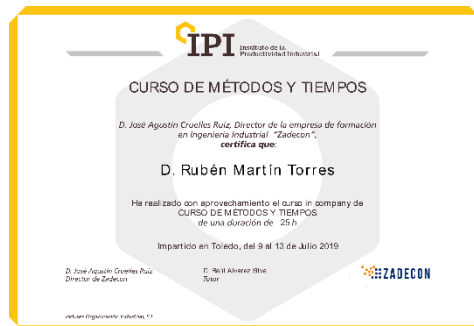 IPI
Instituto de la
Productividad Industrial
CURSO DE MÉTODOS Y TIEMPOS
D. José Agustín Cruelles Ruiz, Director de la empresa de formación
en Ingeniería Industrial "Zadecon",
certifica que:
D. Rubén Martín Torres
Ha realizado con aprovechamiento el curso in company de
CURSO DE MÉTODOS Y TIEMPOS
de una duración de 25 h
Impartido en Toledo, del 9 al 13 de Julio 2019
D. José Agustín Cruelles Ruiz
Director de Zadecon
D. Raúl Alvarez
Tutor
ZADECON
Industrial,